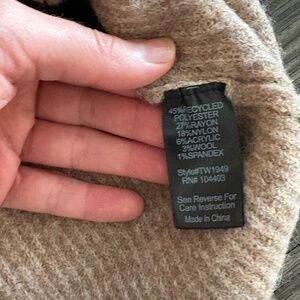 45%RECYCLED
POLYESTER
27%RAYON
18%NYLON
6%ACRYLIC
3%WOOL
1%SPANDEX
Style#TW1949
RN# 104403
See Reverse For
Care Instruction
Made in China